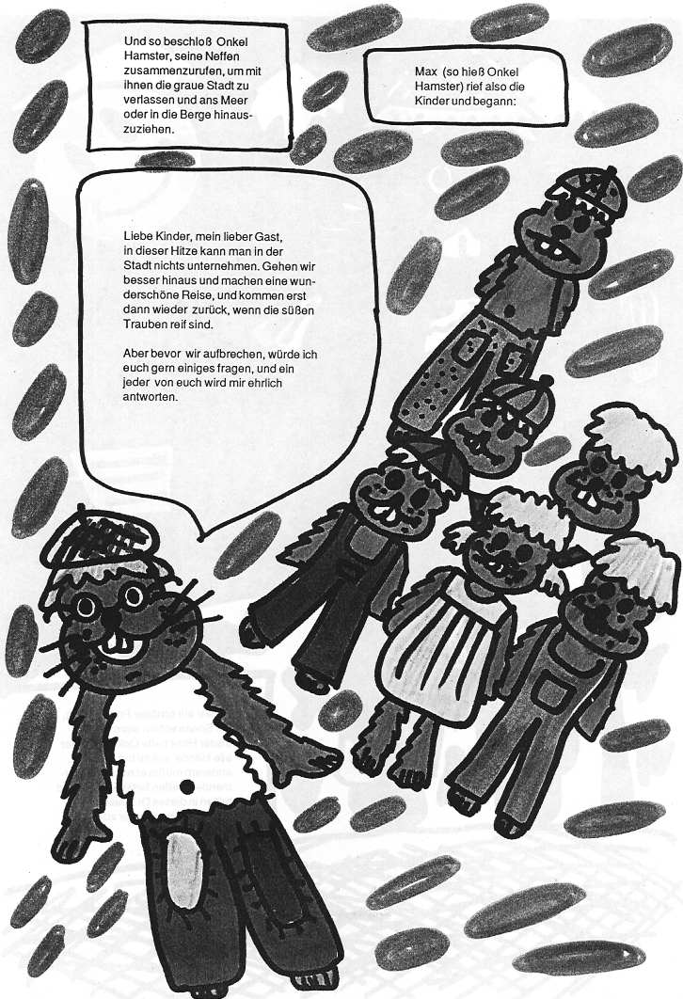 Und so beschloß Onkel
Hamster, seine Neffen
zusammenzurufen, um mit
ihnen die graue Stadt zu
verlassen und ans Meer
oder in die Berge hinaus-
zuziehen.
Max (so hieß Onkel
Hamster) rief also die
Kinder und begann:
Liebe Kinder, mein lieber Gast,
in dieser Hitze kann man in der
Stadt nichts unternehmen. Gehen wir
besser hinaus und machen eine wun-
derschöne Reise, und kommen erst
dann wieder zurück, wenn die süßen
Trauben reif sind.
Aber bevor wir aufbrechen, würde ich
euch gern einiges fragen, und ein
jeder von euch wird mir ehrlich
antworten.